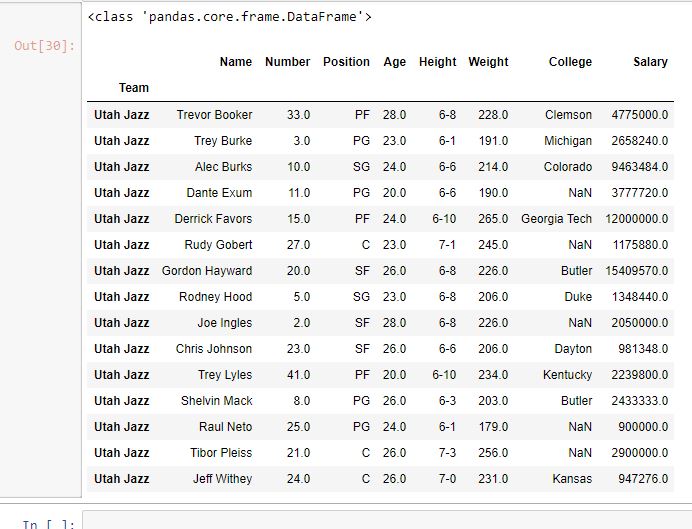 <class 'pandas.core.frame.DataFrame'>
Out[30]:
Name Number Position Age Height Weight College Salary
Team
Utah Jazz Trevor Booker 33.0 PF 28.0 6-8 228.0 Clemson 4775000.0
Utah Jazz Trey Burke 3.0 PG 23.0 6-1 191.0 Michigan 2658240.0
Utah Jazz Alec Burks 10.0 SG 24.0 6-6 214.0 Colorado 9463484.0
Utah Jazz Dante Exum 11.0 PG 20.0 6-6 190.0 NaN 3777720.0
Utah Jazz Derrick Favors 15.0 PF 24.0 6-10 265.0 Georgia Tech 12000000.0
Utah Jazz Rudy Gobert 27.0 C 23.0 7-1 245.0 NaN 1175880.0
Utah Jazz Gordon Hayward 20.0 SF 26.0 6-8 226.0 Butler 15409570.0
Utah Jazz Rodney Hood 5.0 SG 23.0 6-8 206.0 Duke 1348440.0
Utah Jazz Joe Ingles 2.0 SF 28.0 6-8 226.0 NaN 2050000.0
Utah Jazz Chris Johnson 23.0 SF 26.0 6-6 206.0 Dayton 981348.0
Utah Jazz Trey Lyles 41.0 PF 20.0 6-10 234.0 Kentucky 2239800.0
Utah Jazz Shelvin Mack 8.0 PG 26.0 6-3 203.0 Butler 2433333.0
Utah Jazz Raul Neto 25.0 PG 24.0 6-1 179.0 NaN 900000.0
Utah Jazz Tibor Pleiss 21.0 C 26.0 7-3 256.0 NaN 2900000.0
Utah Jazz Jeff Withey 24.0 C 26.0 7-0 231.0 Kansas 947276.0
In [ ]: